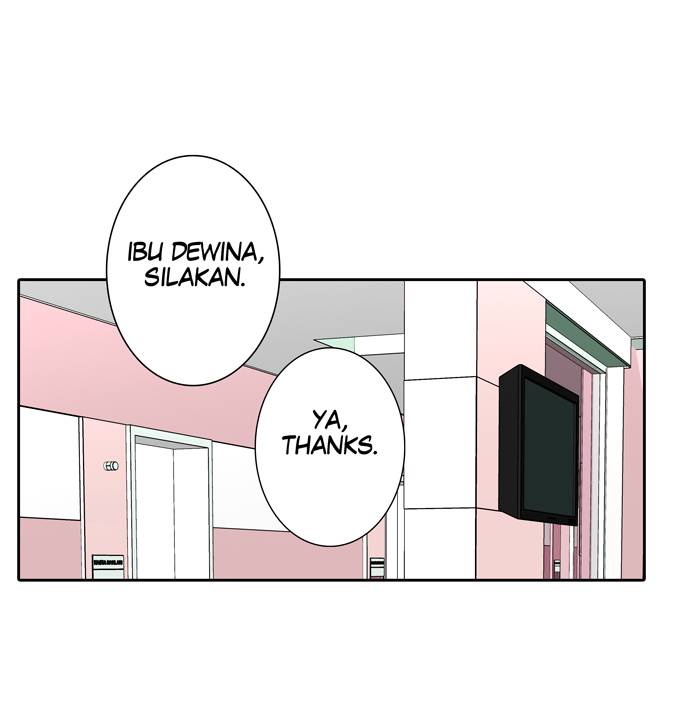 IBU DEWINA,
SILAKAN.
YA,
THANKS.